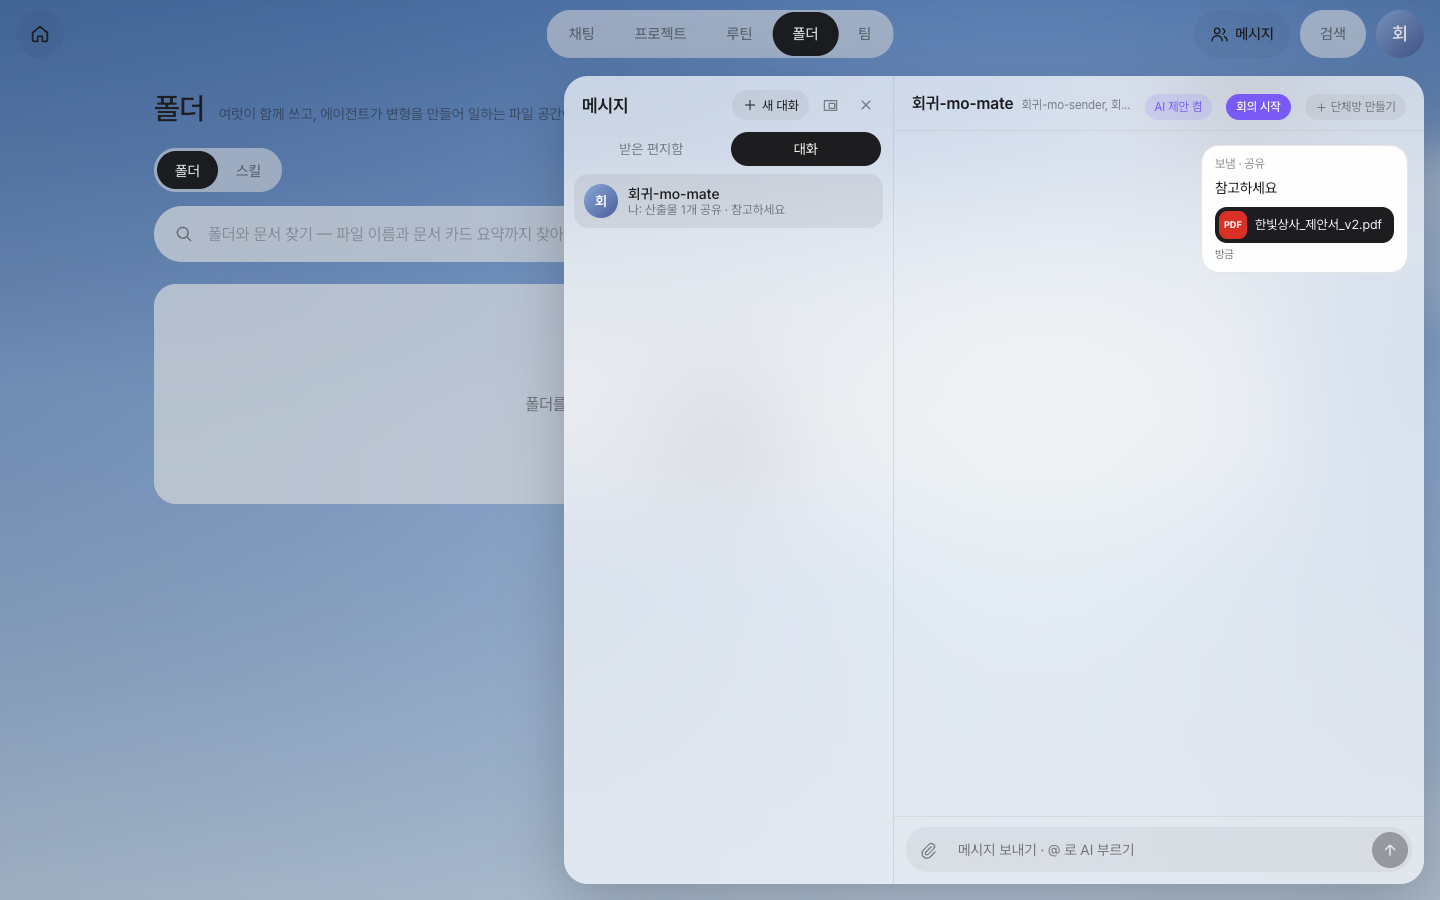 채팅
프로젝트
루틴
폴더
팀
메시지
검색
회
폴더
여럿이 함께 쓰고, 에이전트가 변형을 만들어 일하는 파일 공간
폴더
스킬
폴더와 문서 찾기 — 파일 이름과 문서 카드 요약까지 찾아
폴더를
메시지
+ 새 대화
받은 편지함
대화
회
회귀-mo-mate
나: 산출물 1개 공유 · 참고하세요
회귀-mo-mate 회귀-mo-sender, 회...
AI 제안 켬
회의 시작
+ 단체방 만들기
보냄 · 공유
참고하세요
PDF 한빛상사_제안서_v2.pdf
방금
메시지 보내기 · @ 로 AI 부르기